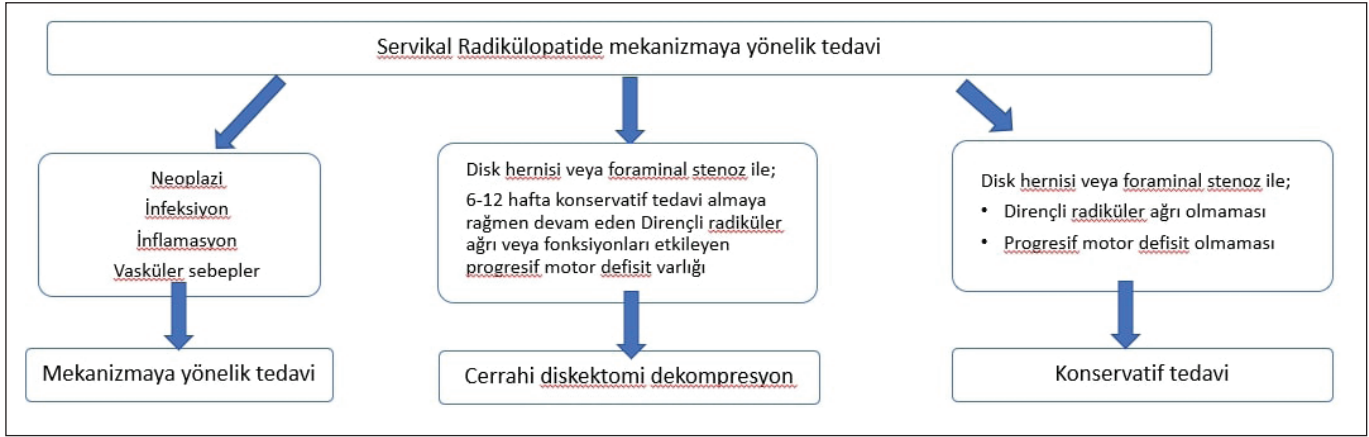 Servikal Radikülopatide mekanizmaya yönelik tedavi
Neoplazi
İnfeksiyon
İnflamasyon
Vasküler sebepler
Mekanizmaya yönelik tedavi
Disk hernisi veya foraminal stenoz ile;
6-12 hafta konservatif tedavi almaya
rağmen devam eden Dirençli radiküler
ağrı veya fonksiyonları etkileyen
progresif motor defisit varlığı
Cerrahi diskektomi dekompresyon
Disk hernisi veya foraminal stenoz ile;
• Dirençli radiküler ağrı olmaması
• Progresif motor defisit olmaması
Konservatif tedavi